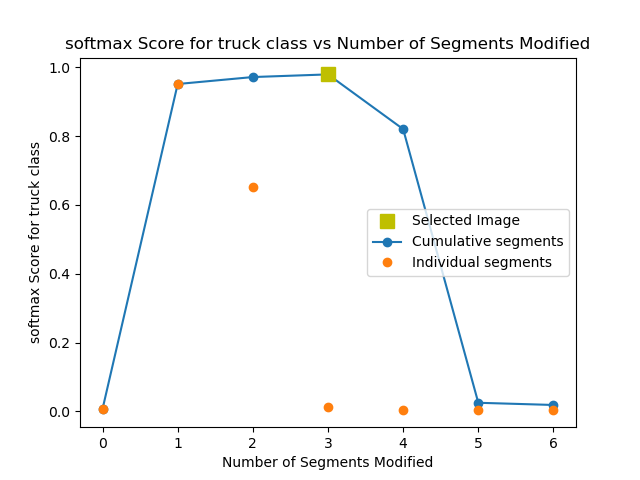 softmax Score for truck class vs Number of Segments Modified
softmax Score for truck class
1.0
0.8
0.6
0.4
0.2
0.0
Selected Image
Cumulative segments
Individual segments
0 1 2 3 4 5 6
Number of Segments Modified